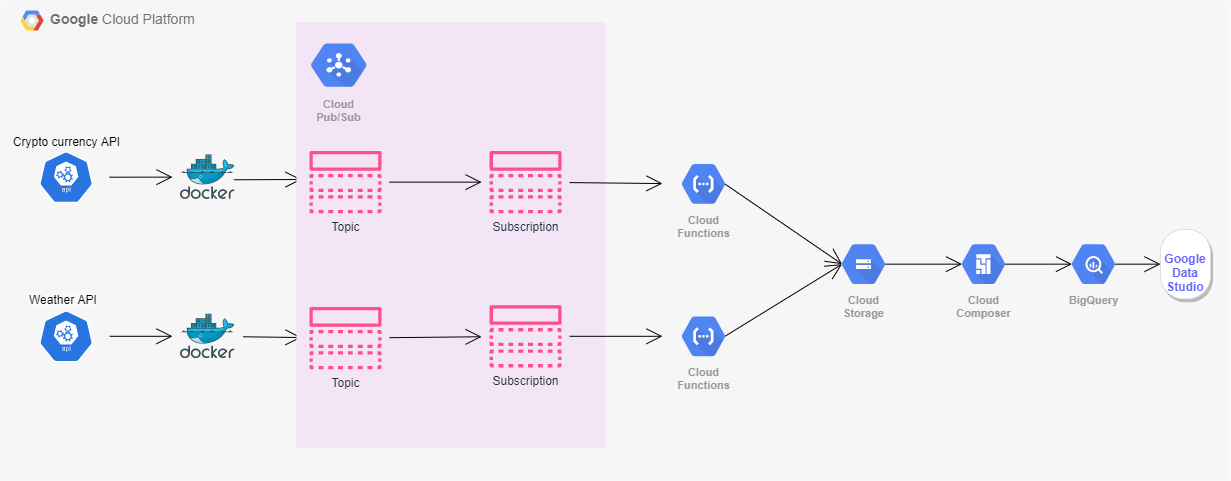 Google Cloud Platform
Cloud
Pub/Sub
Crypto currency API
api
docker
Topic
Subscription
Cloud
Functions
Weather API
api
docker
Topic
Subscription
Cloud
Functions
Cloud
Storage
Cloud
Composer
BigQuery
Google
Data
Studio